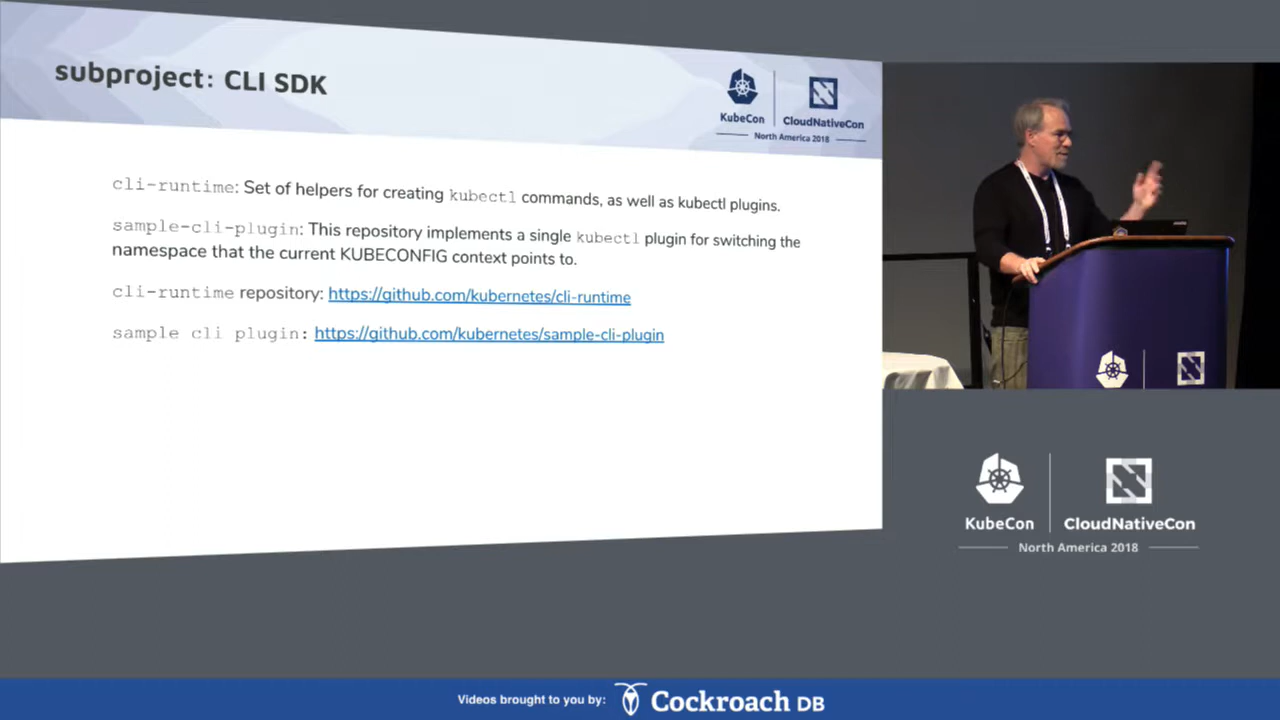 subproject: CLI SDK
KubeCon
CloudNativeCon
North America 2018
cli-runtime: Set of helpers for creating kubectl commands, as well as kubectl plugins.
sample-cli-plugin: This repository implements a single kubectl plugin for switching the
namespace that the current KUBECONFIG context points to.
cli-runtime repository: https://github.com/kubernetes/cli-runtime
sample cli plugin: https://github.com/kubernetes/sample-cli-plugin
KubeCon
CloudNativeCon
North America 2018
Videos brought to you by: Cockroach DB